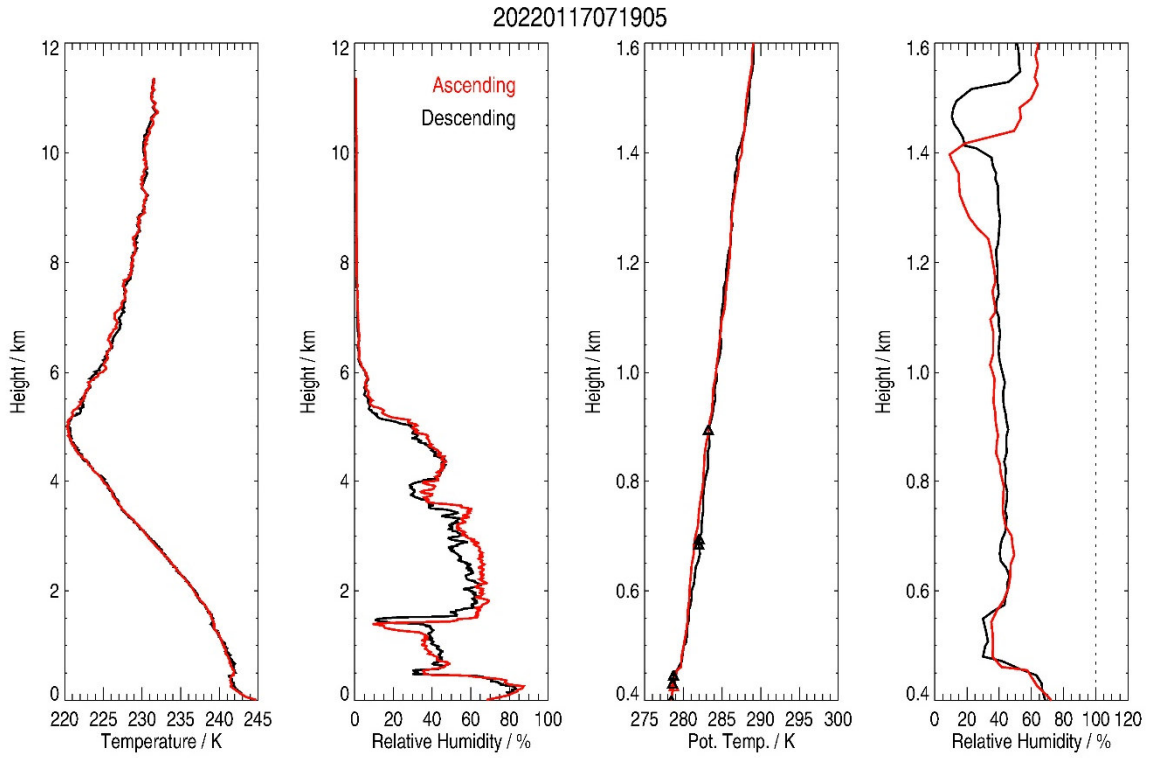 20220117071905
Height / km
12
10
8
6
4
2
0
220 225 230 235 240 245
Temperature / K
Height / km
12
10
8
6
4
2
0
Ascending
Descending
0 20 40 60 80 100
Relative Humidity / %
Height / km
1.6
1.4
1.2
1.0
0.8
0.6
0.4
275 280 285 290 295 300
Pot. Temp. / K
Height / km
1.6
1.4
1.2
1.0
0.8
0.6
0.4
0 20 40 60 80 100 120
Relative Humidity / %